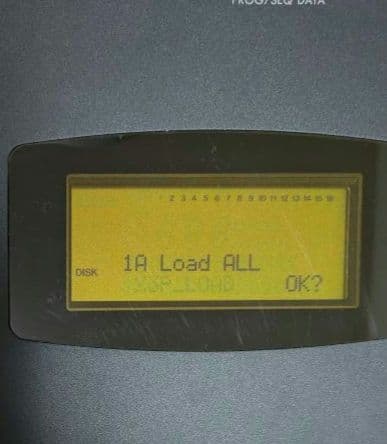 PROG/SEQ DATA
2 3 4 5 6 7 8 9 10 11 12 13 14 15 16
1A Load ALL
DISK
OK?